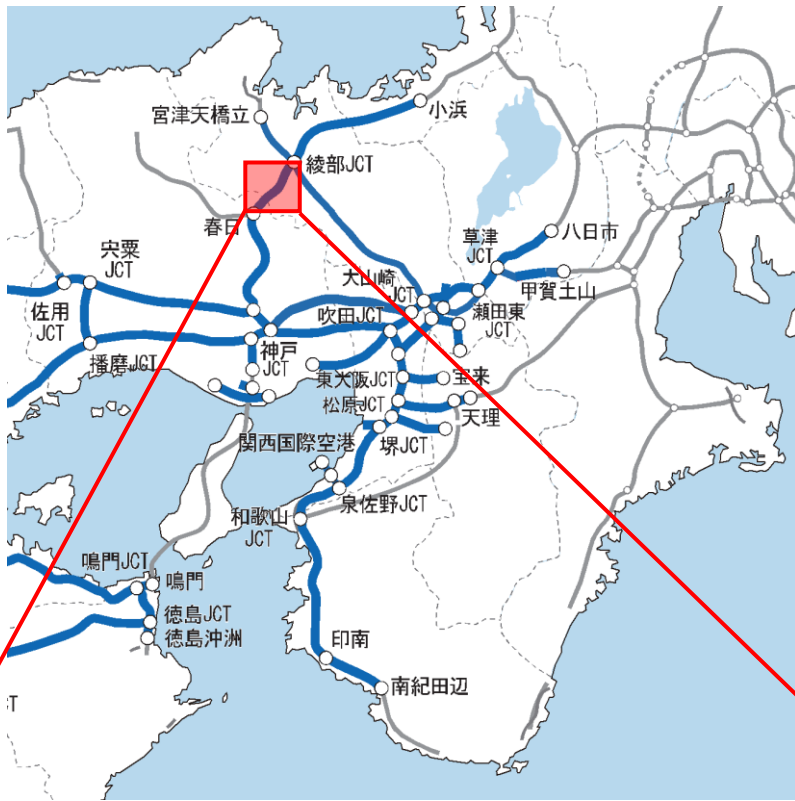 宮津天橋立
小浜
綾部JCT
春日
八日市
草津
JCT
宍粟
JCT
大山崎
JCT
甲賀土山
佐用
JCT
吹田JCT
瀬田東
JCT
神戸
JCT
播磨JCT
東大阪JCT
宝来
松原JCT
天理
関西国際空港
堺JCT
泉佐野JCT
和歌山
JCT
鳴門JCT
鳴門
徳島JCT
徳島沖洲
印南
南紀田辺
CT